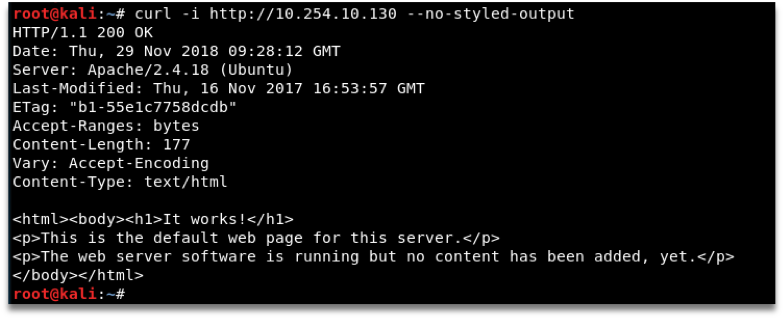 root@kali:~# curl -i http://10.254.10.130 --no-styled-output
HTTP/1.1 200 OK
Date: Thu, 29 Nov 2018 09:28:12 GMT
Server: Apache/2.4.18 (Ubuntu)
Last-Modified: Thu, 16 Nov 2017 16:53:57 GMT
ETag: "b1-55e1c7758dcdb"
Accept-Ranges: bytes
Content-Length: 177
Vary: Accept-Encoding
Content-Type: text/html

<html><body><h1>It works!</h1>
<p>This is the default web page for this server.</p>
<p>The web server software is running but no content has been added, yet.</p>
</body></html>
root@kali:~#